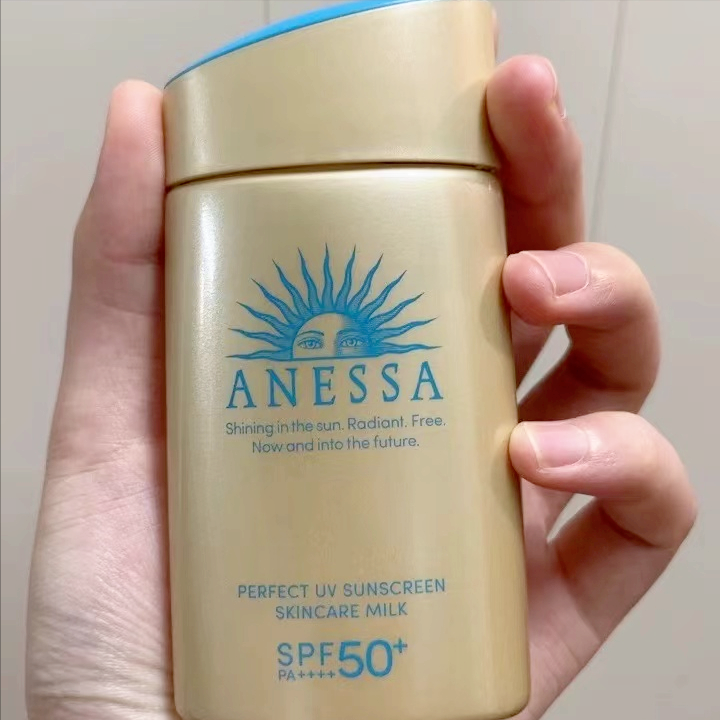 ANESSA
Shining in the sun. Radiant. Free.
Now and into the future.
PERFECT UV SUNSCREEN
SKINCARE MILK
SPF50+
PA++++